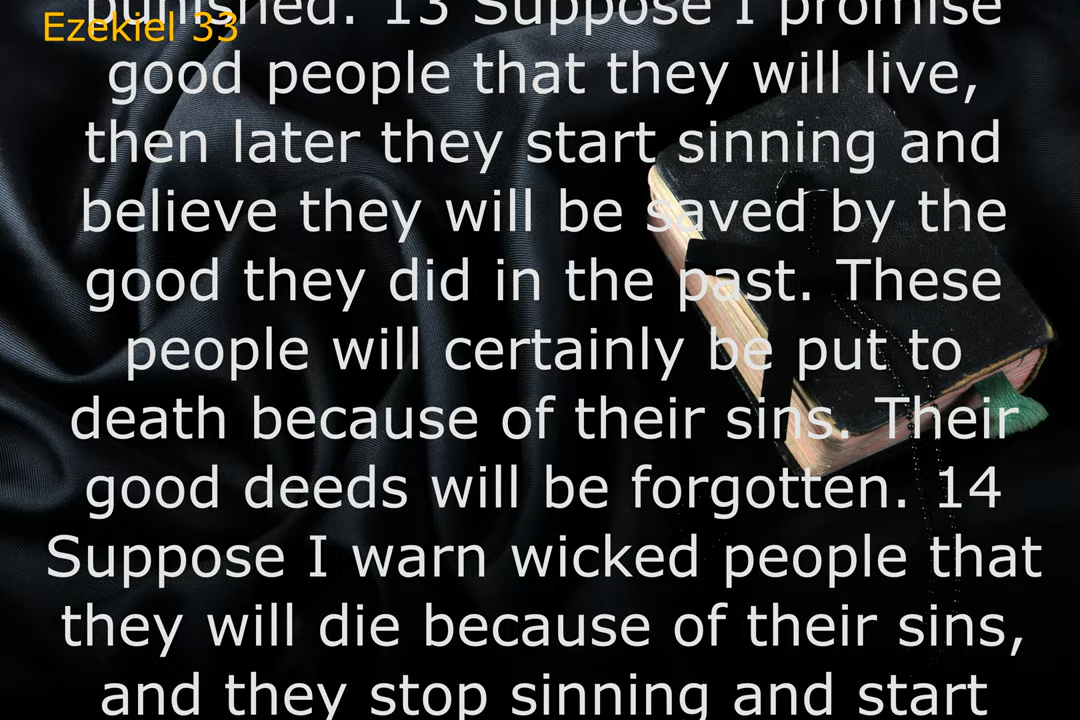 Ezekiel 33
punished. 13 Suppose I promise
good people that they will live,
then later they start sinning and
believe they will be saved by the
good they did in the past. These
people will certainly be put to
death because of their sins. Their
good deeds will be forgotten. 14
Suppose I warn wicked people that
they will die because of their sins,
and they stop sinning and start